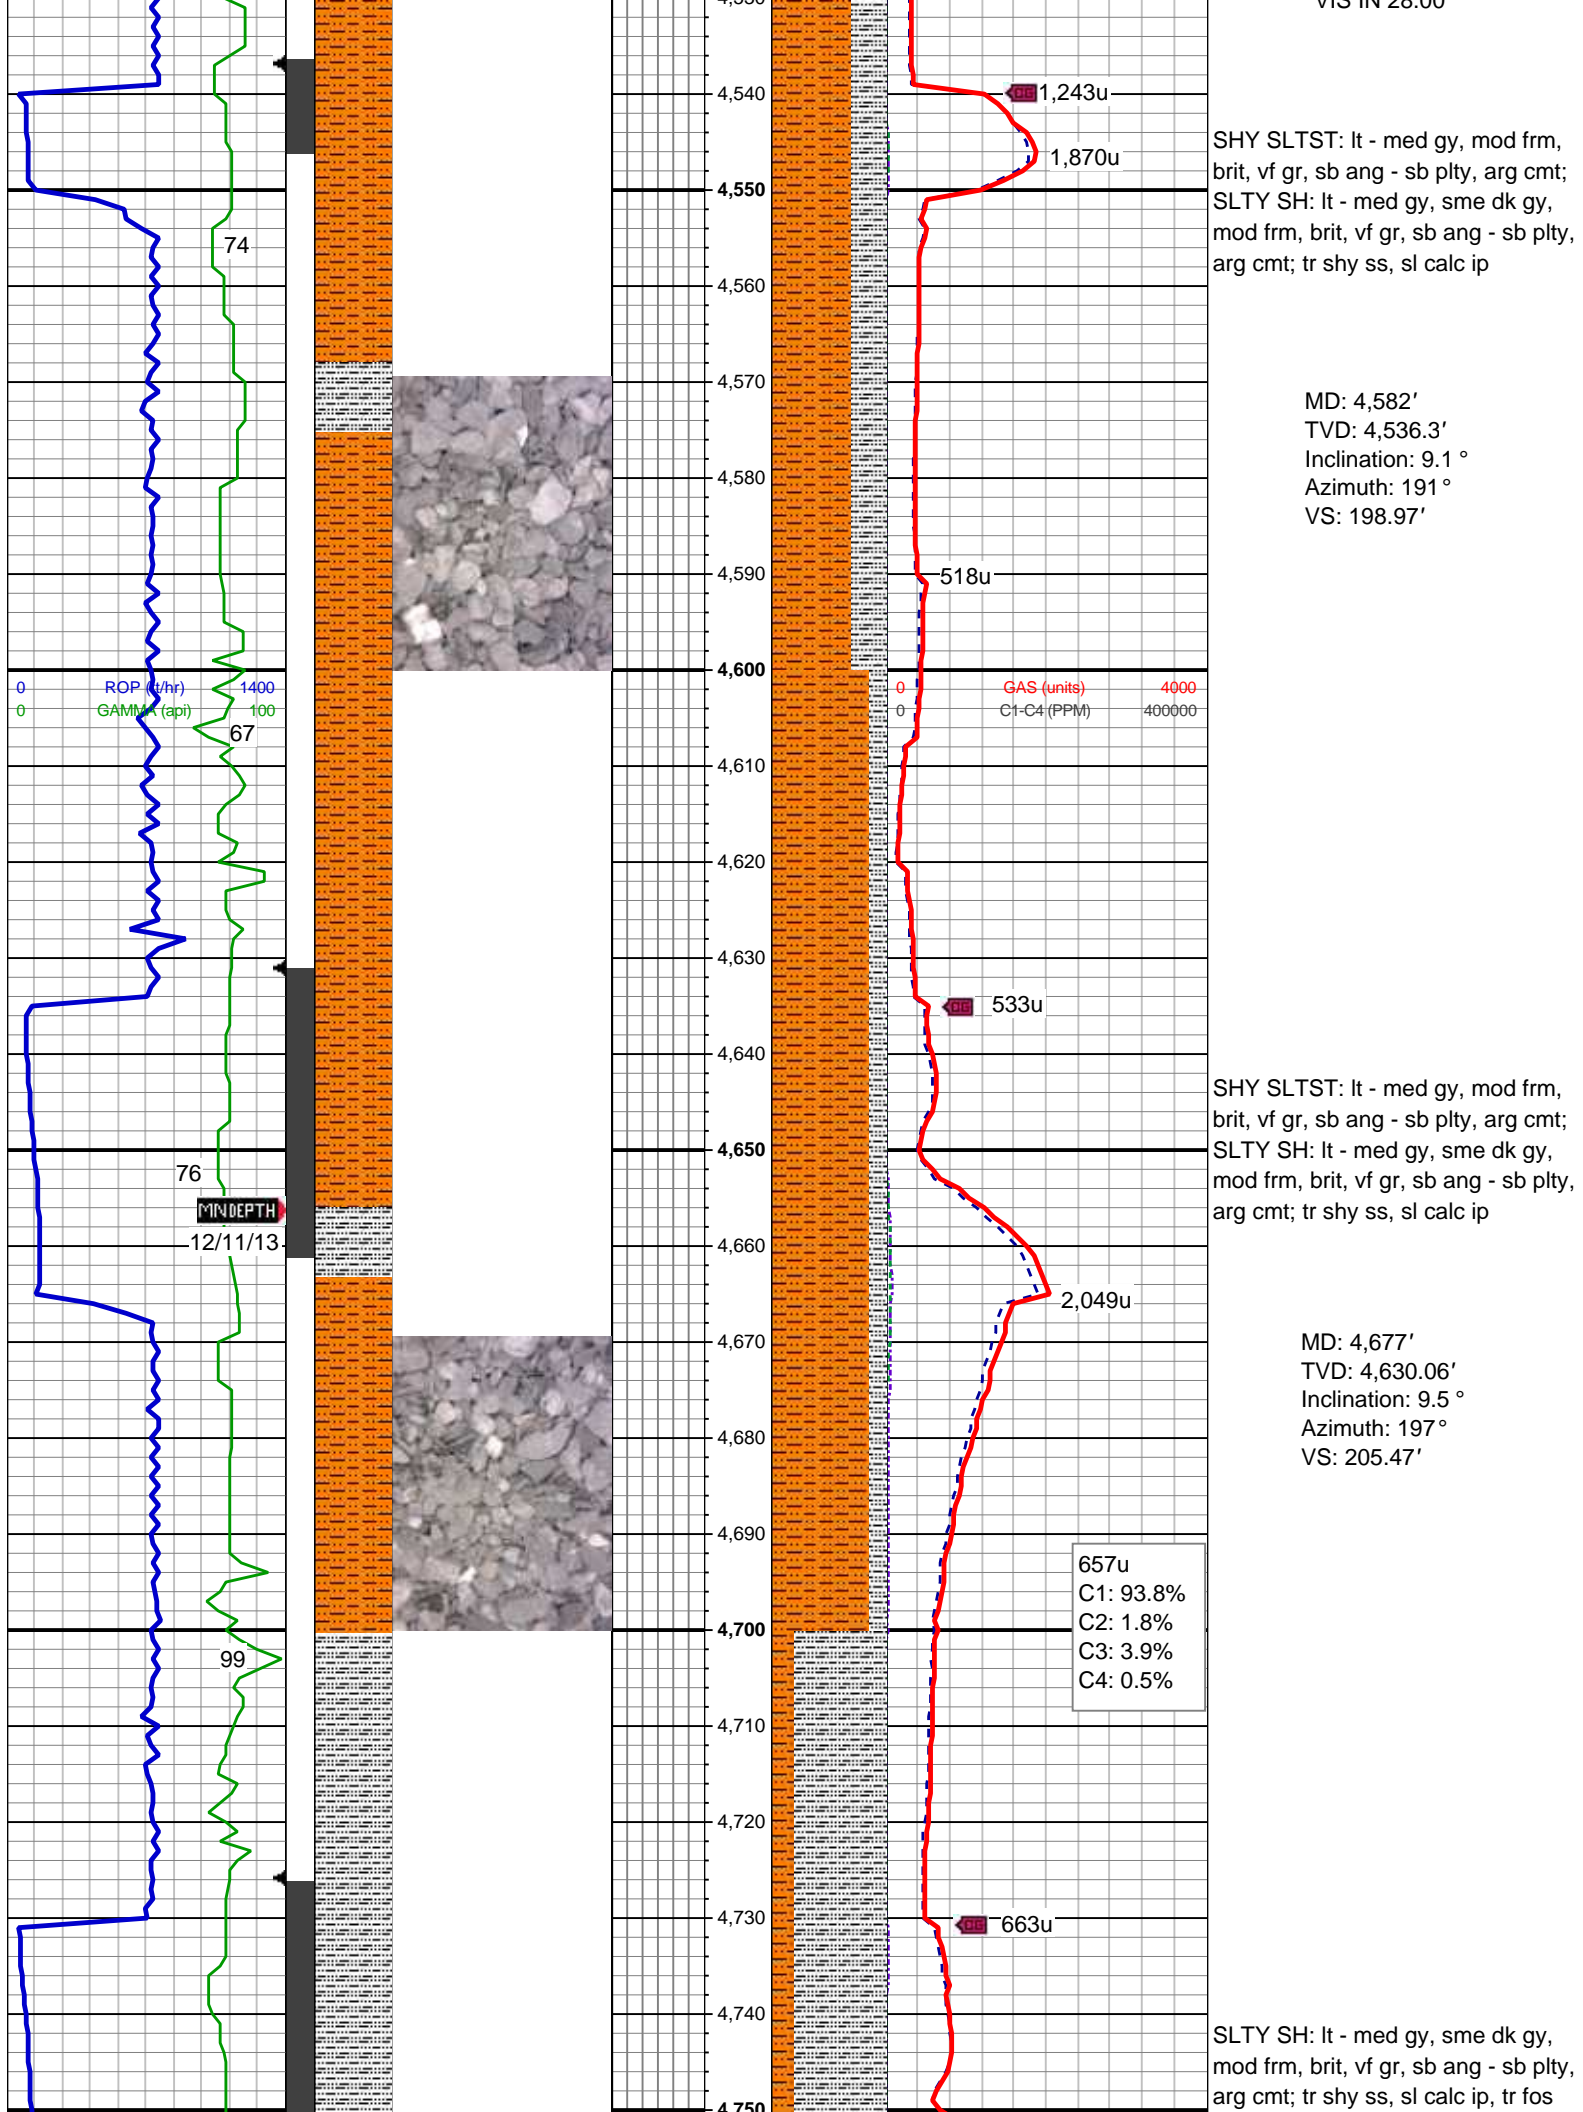 VIS IN 28.00
4,530
4,540
1,243u
SHY SLTST: lt - med gy, mod frm,
brit, vf gr, sb ang - sb plty, arg cmt;
SLTY SH: lt - med gy, sme dk gy,
mod frm, brit, vf gr, sb ang - sb plty,
arg cmt; tr shy ss, sl calc ip
1,870u
4,550
74
4,560
4,570
MD: 4,582'
TVD: 4,536.3'
Inclination: 9.1 °
Azimuth: 191°
VS: 198.97'
4,580
4,590
518u
4,600
0 ROP (ft/hr) 1400
0 GAMMA (api) 100
0 GAS (units) 4000
0 C1-C4 (PPM) 400000
67
4,610
4,620
4,630
CG 533u
4,640
SHY SLTST: lt - med gy, mod frm,
brit, vf gr, sb ang - sb plty, arg cmt;
SLTY SH: lt - med gy, sme dk gy,
mod frm, brit, vf gr, sb ang - sb plty,
arg cmt; tr shy ss, sl calc ip
4,650
76
MNDEPTH
12/11/13
4,660
2,049u
4,670
MD: 4,677'
TVD: 4,630.06'
Inclination: 9.5 °
Azimuth: 197°
VS: 205.47'
4,680
4,690
657u
C1: 93.8%
C2: 1.8%
C3: 3.9%
C4: 0.5%
4,700
99
4,710
4,720
4,730
CG 663u
4,740
SLTY SH: lt - med gy, sme dk gy,
mod frm, brit, vf gr, sb ang - sb plty,
arg cmt; tr shy ss, sl calc ip, tr fos
4,750